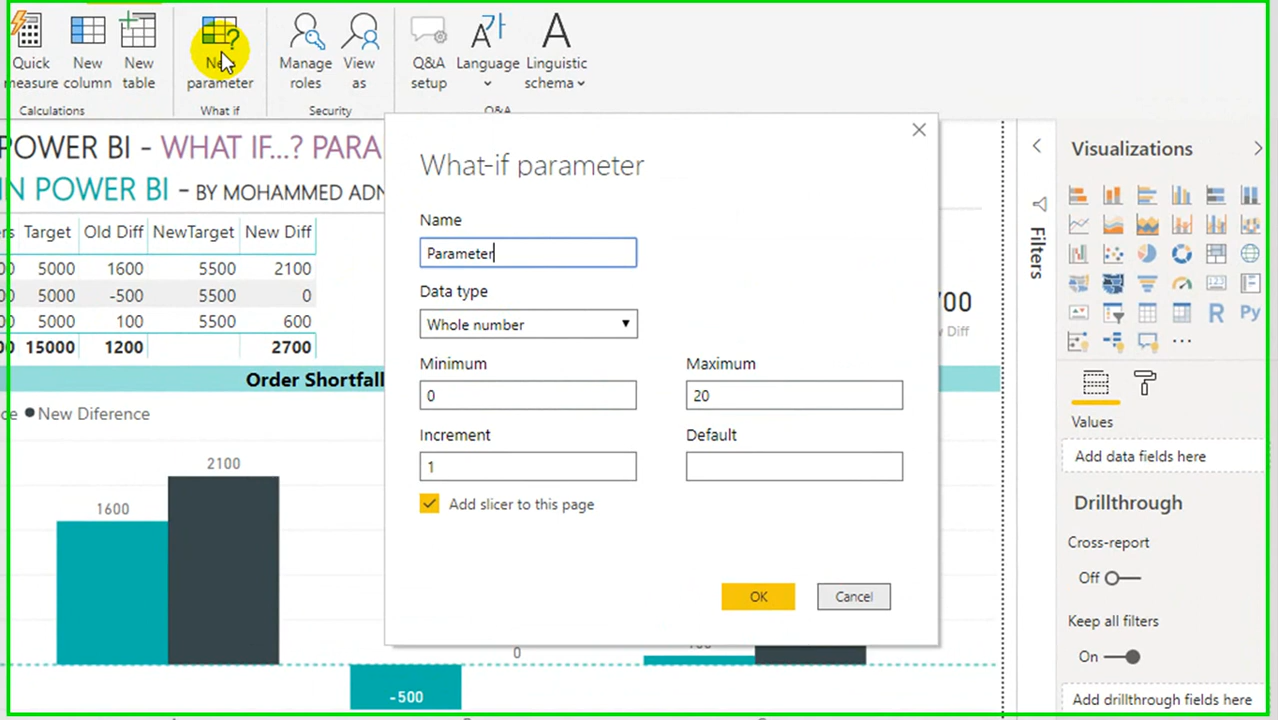 Quick measure
New column
New table
New parameter
Manage roles
View as
Q&A setup
Language
Linguistic schema
Calculations
What if
Security
Q&A
POWER BI - WHAT IF...? PARA
IN POWER BI - BY MOHAMMED ADN
Target Old Diff NewTarget New Diff
5000 1600 5500 2100
5000 -500 5500 0
5000 100 5500 600
15000 1200 2700
Order Shortfall
New Diference
2100
1600
0
-500
What-if parameter
Name
Parameter
Data type
Whole number
Minimum
Maximum
0
20
Increment
Default
1
Add slicer to this page
OK
Cancel
Diff
Filters
Visualizations
R
Py
Values
Add data fields here
Drillthrough
Cross-report
Off
Keep all filters
On
Add drillthrough fields here